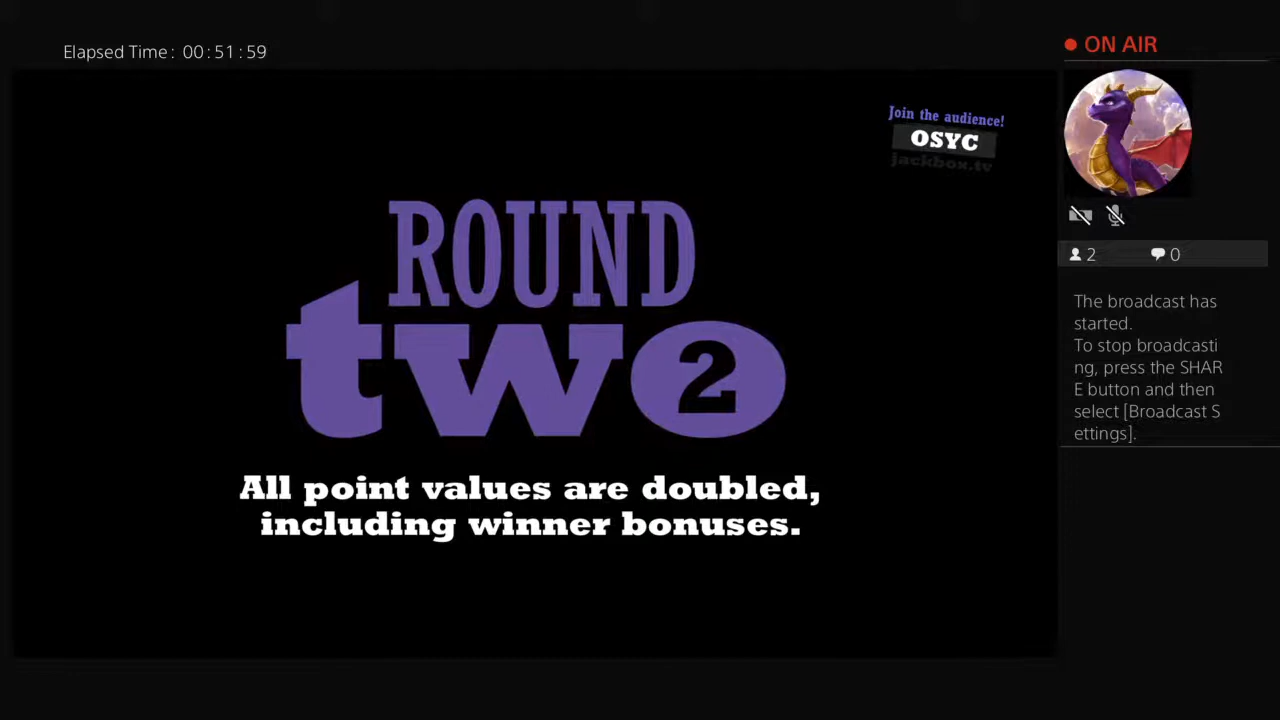 Elapsed Time: 00:51:59
ON AIR
Join the audience!
OSYC
jackbox.tv
ROUND
two
2
All point values are doubled,
including winner bonuses.
2 0
The broadcast has
started.
To stop broadcasti
ng, press the SHAR
E button and then
select [Broadcast S
ettings].